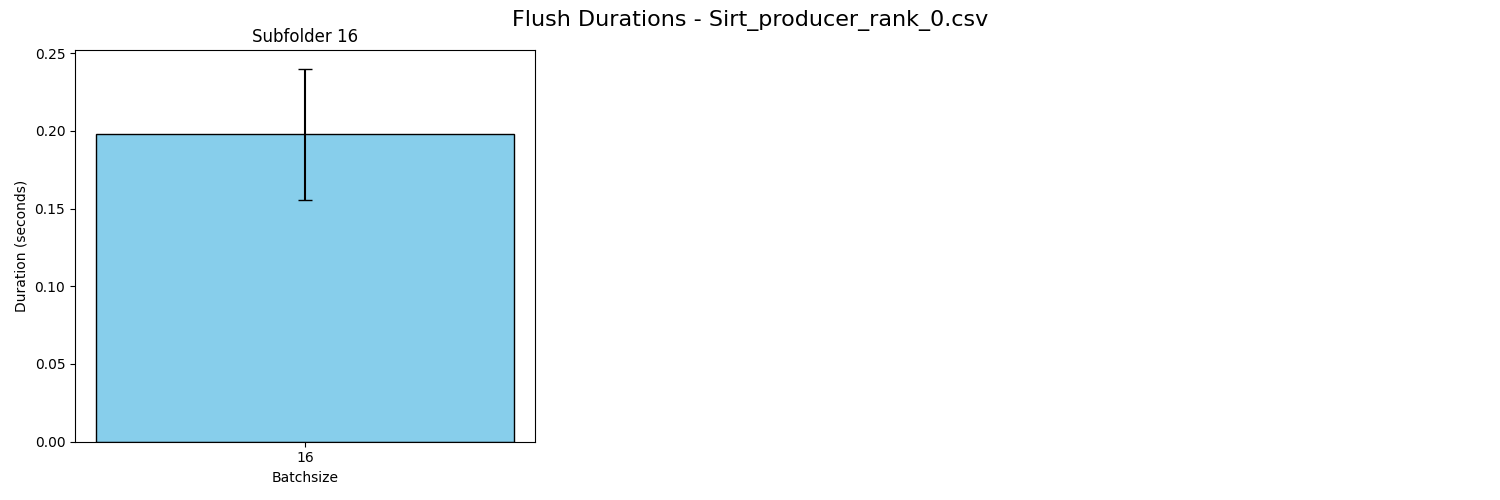 Flush Durations - Sirt_producer_rank_0.csv
Subfolder 16
0.25
0.20
0.15
0.10
0.05
0.00
Duration (seconds)
16
Batchsize